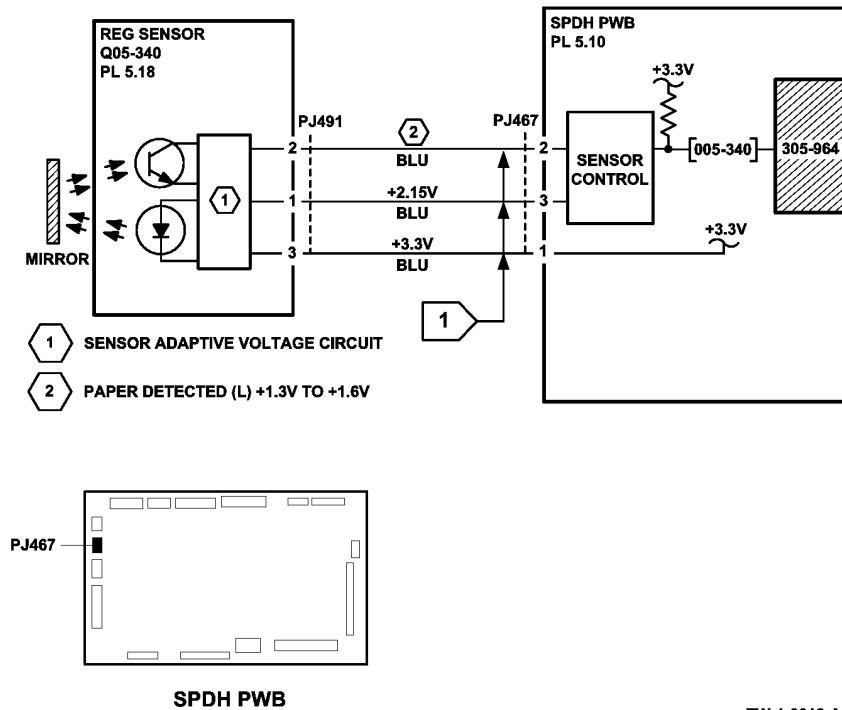 REG SENSOR
Q05-340
PL 5.18
SPDH PWB
PL 5.10
+3.3V
PJ491
2
PJ467
2
BLU
2
SENSOR
CONTROL
[005-340]
305-964
1
1
+2.15V
BLU
3
MIRROR
3
+3.3V
BLU
1
+3.3V
1
1 SENSOR ADAPTIVE VOLTAGE CIRCUIT
2 PAPER DETECTED (L) +1.3V TO +1.6V
PJ467
SPDH PWB